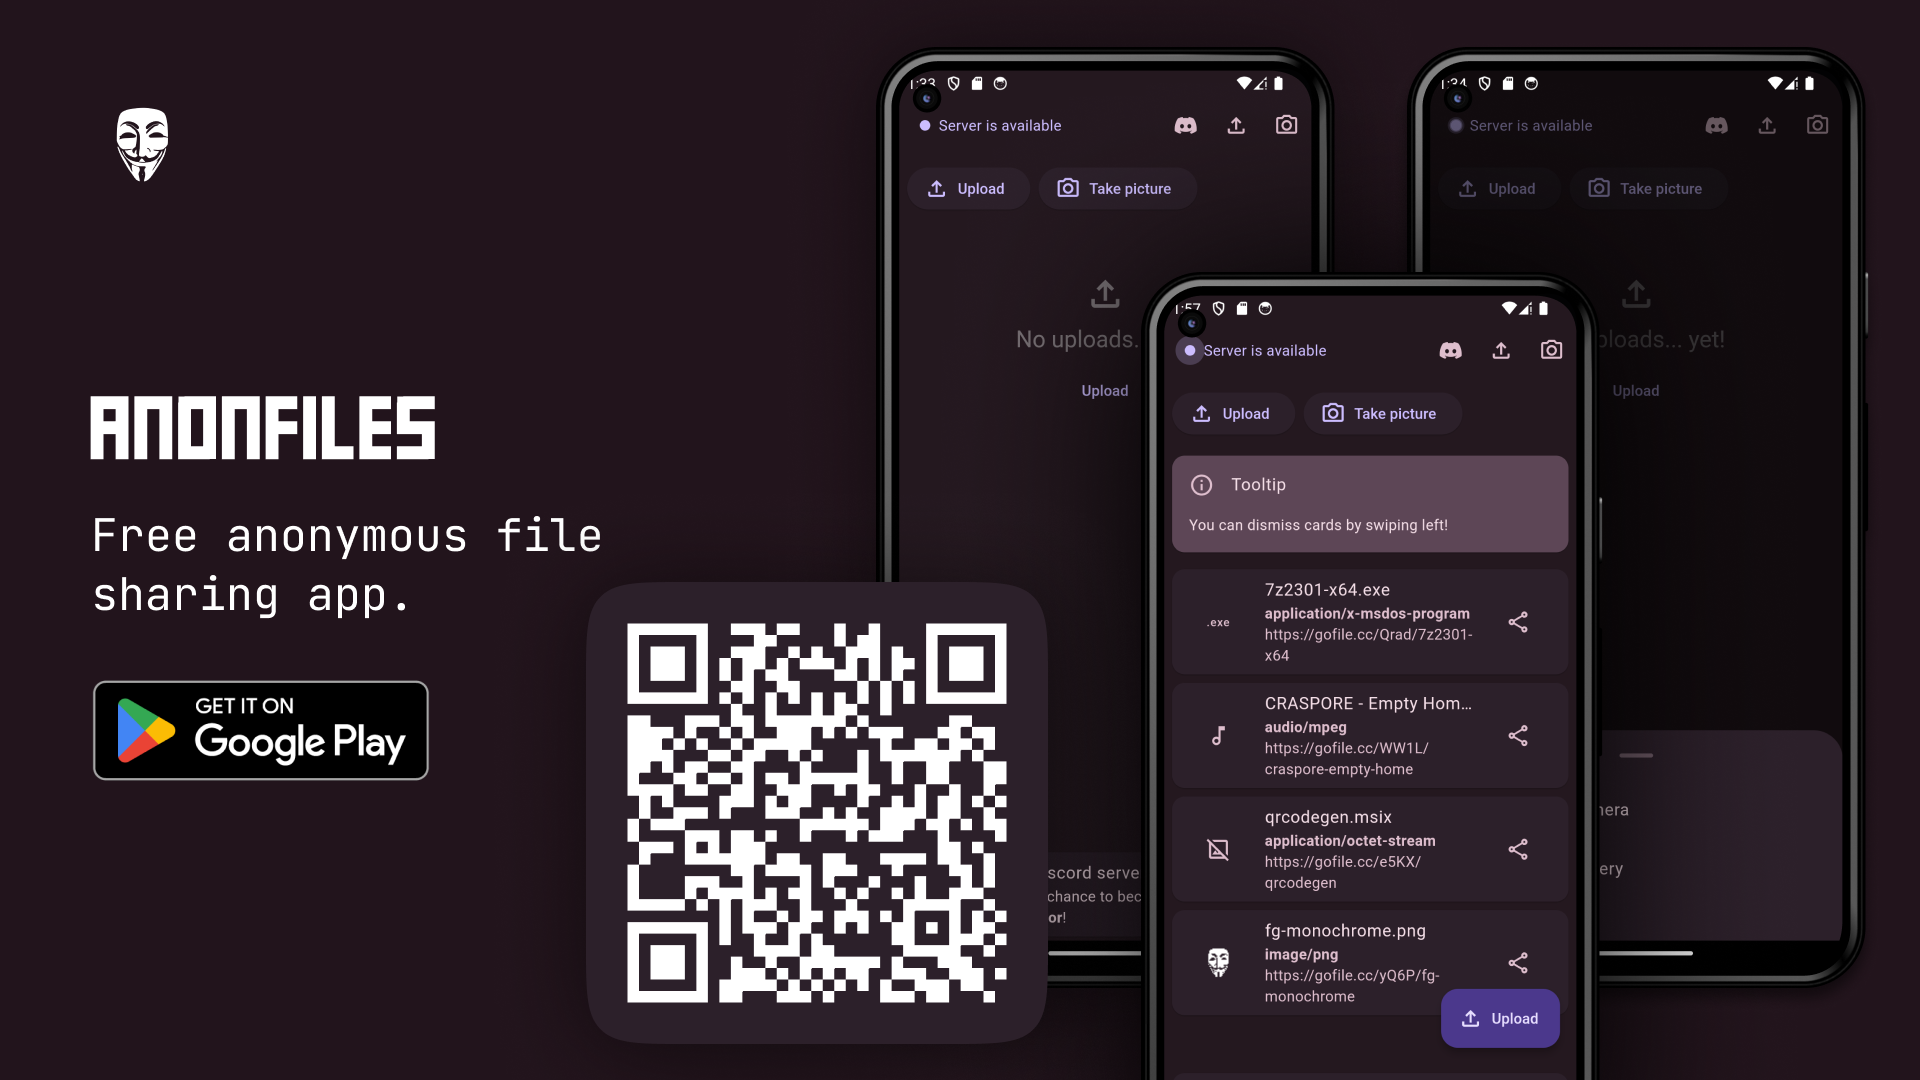 ANONFILES
Free anonymous file
sharing app.
GET IT ON
Google Play
Server is available
Upload
Take picture
No uploads.
Upload
scord serve
chance to bec
or!
1:34
Server is available
Upload
Take picture
ploads... yet!
Upload
nera
ery
Server is available
Upload
Take picture
Tooltip
You can dismiss cards by swiping left!
.exe
7z2301-x64.exe
application/x-msdos-program
https://gofile.cc/Qrad/7z2301-
x64
CRASPORE - Empty Hom...
audio/mpeg
https://gofile.cc/WW1L/
craspore-empty-home
qrcodegen.msix
application/octet-stream
https://gofile.cc/e5KX/
qrcodegen
fg-monochrome.png
image/png
https://gofile.cc/yQ6P/fg-
monochrome
Upload